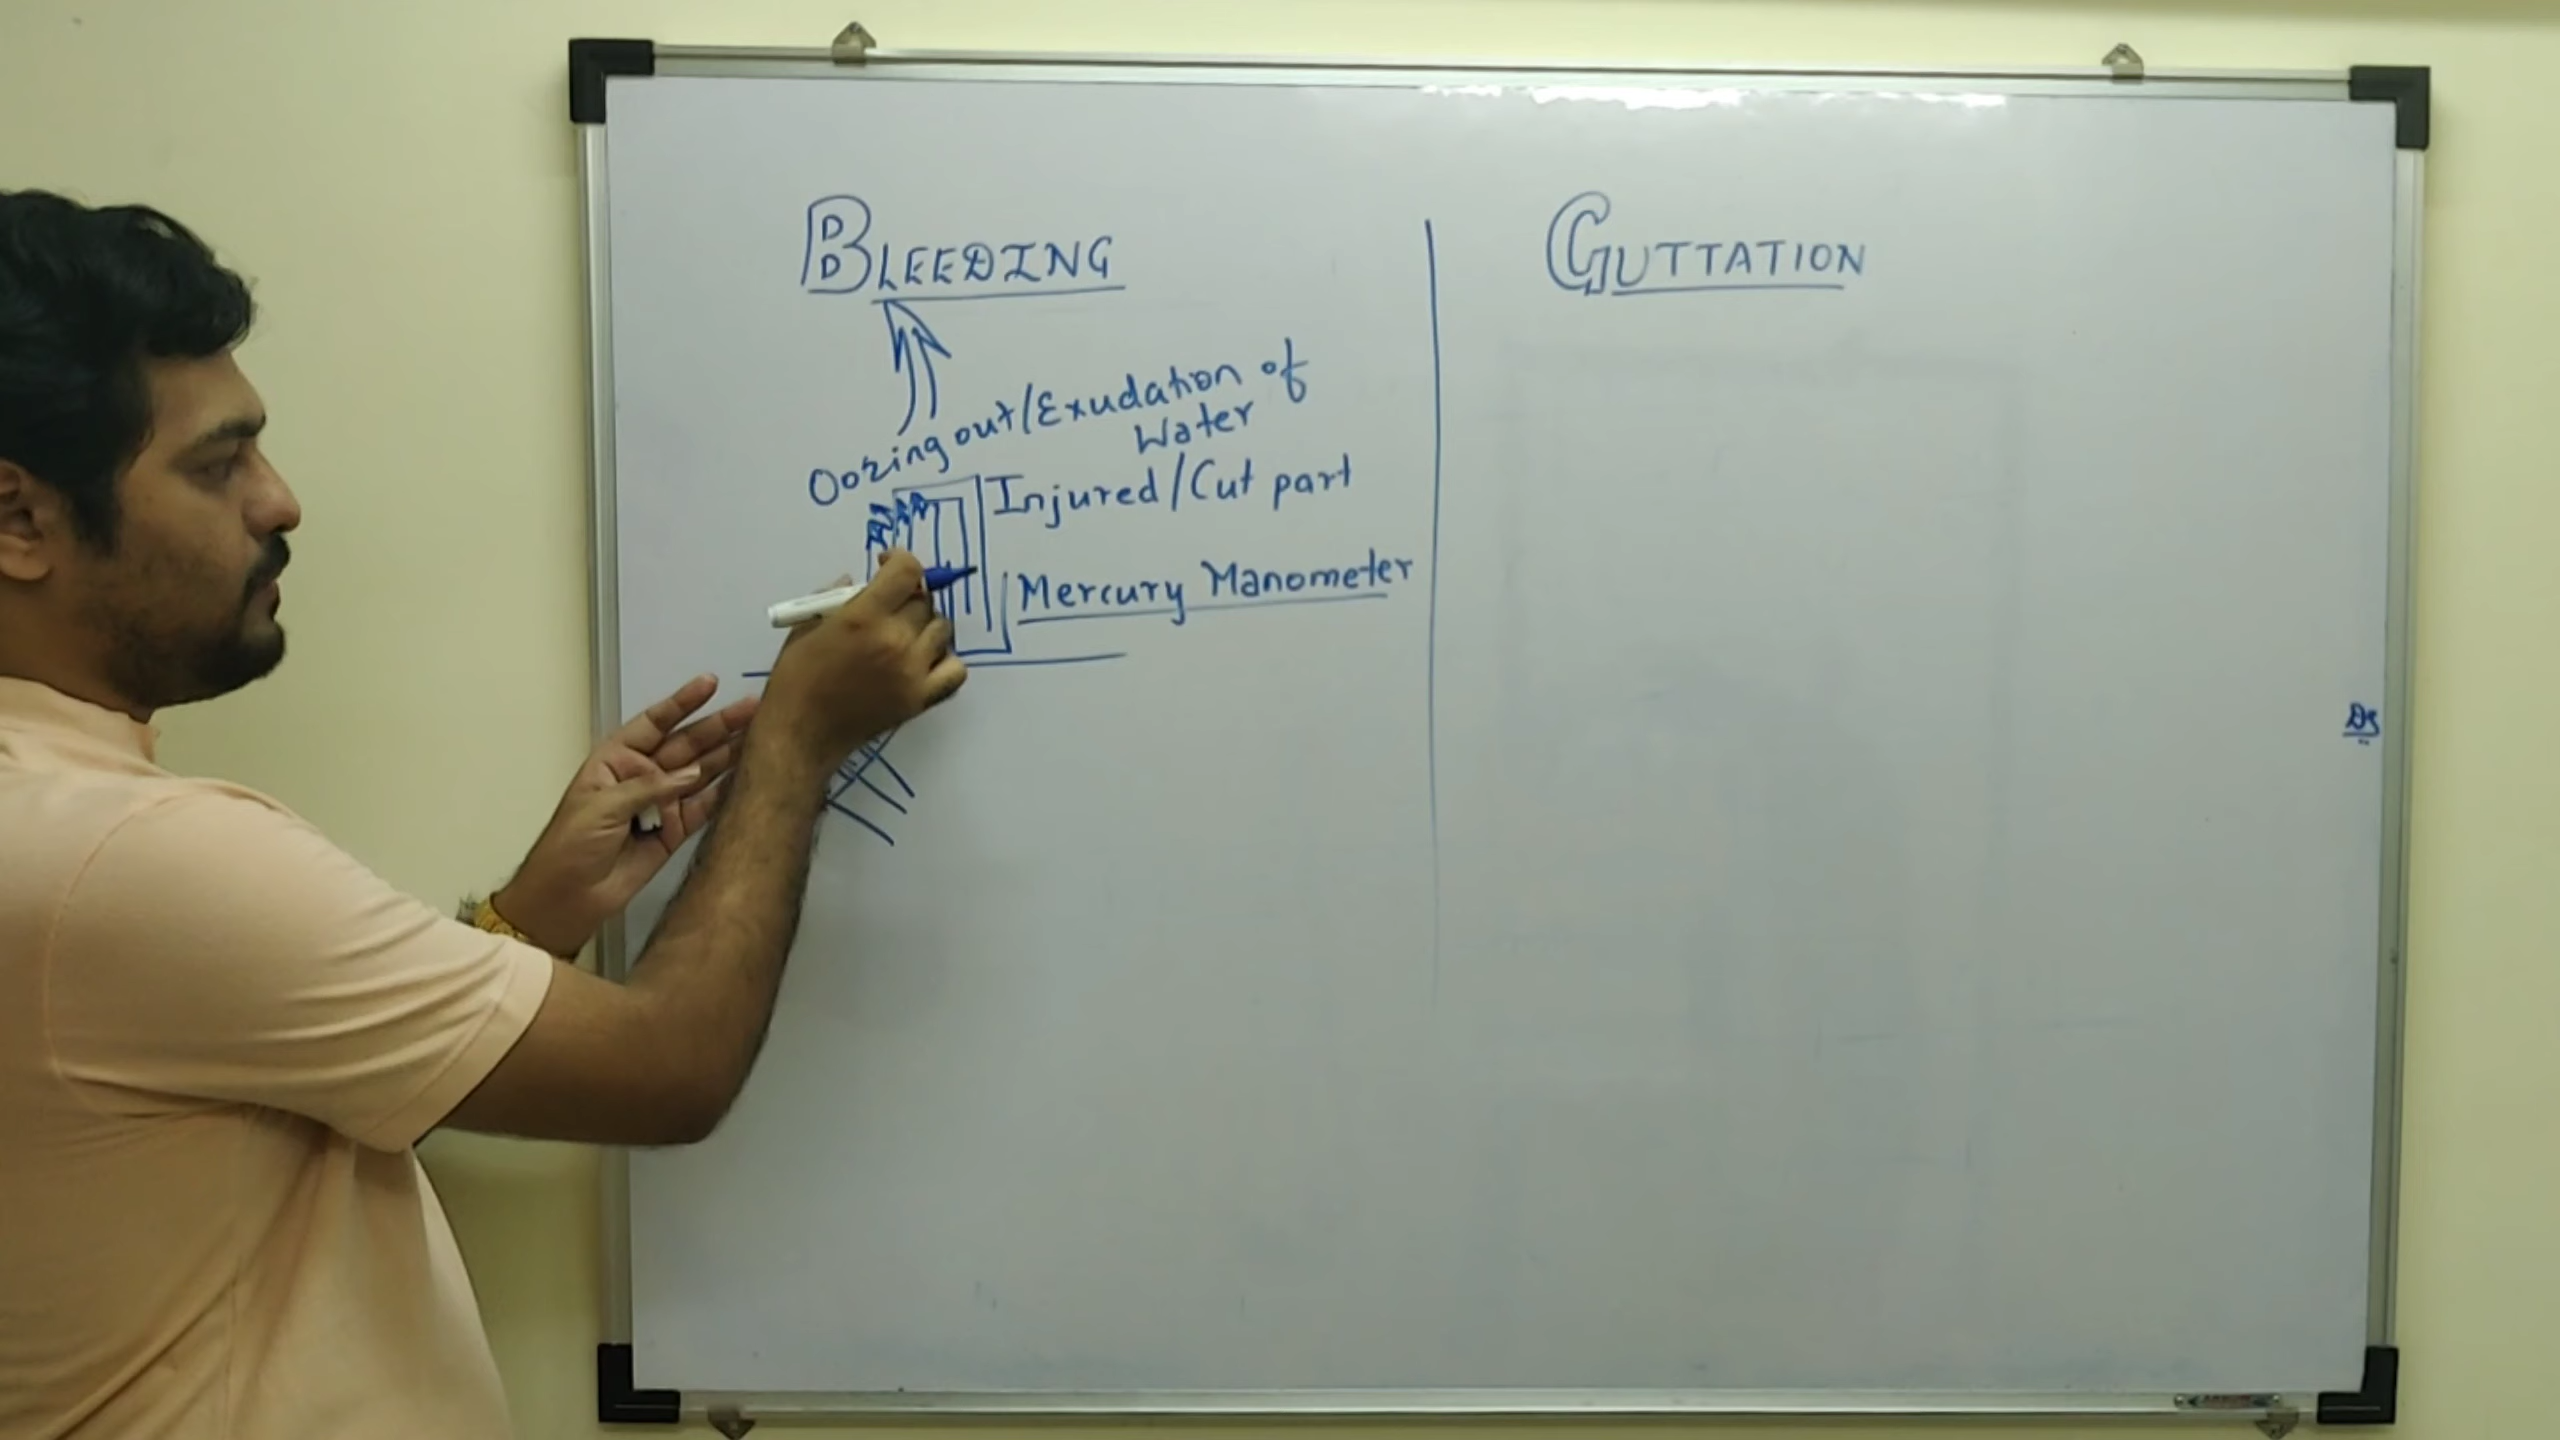 BLEEDING
Oozing out/Exudation of
Water
Injured/Cut part
Mercury Manometer
GUTTATION